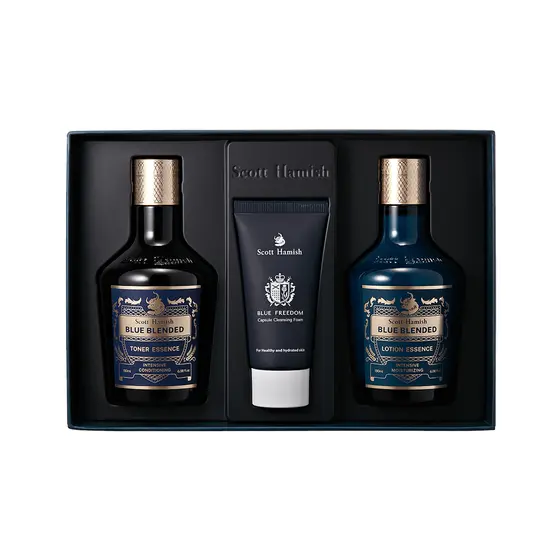 Scott Hamish
Scott Hamish
BLUE BLENDED
TONER ESSENCE
INTENSIVE
CONDITIONING
Scott Hamish
BLUE FREEDOM
Capsule Cleansing Foam
For Healthy and hydrated skin
Scott Hamish
BLUE BLENDED
LOTION ESSENCE
INTENSIVE
MOISTURIZING